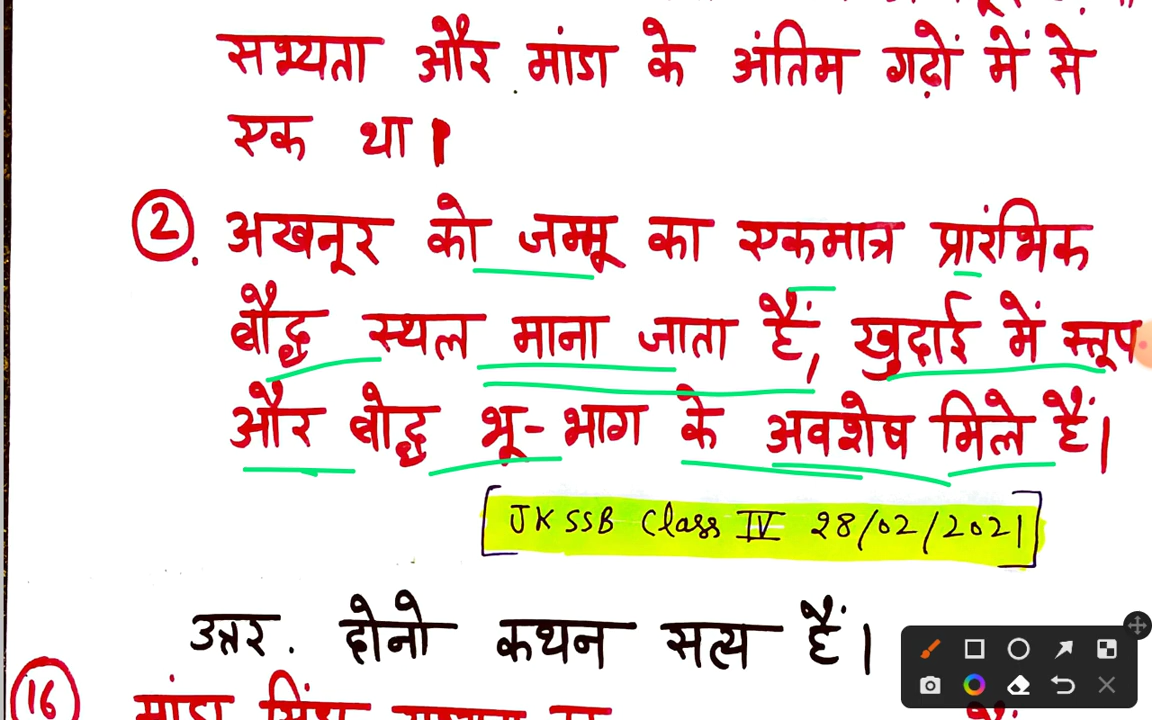 सभ्यता और मांडा के अंतिम गढ़ों में से
एक था।
2. अखनूर को जम्मू का एकमात्र प्रारंभिक
बौद्ध स्थल माना जाता हैं, खुदाई में स्तूप
और बोद्ध भू-भाग के अवशेष मिले हैं।
[JKSSB Class IV 28/02/2021]
उत्तर. दोनो कथन सत्य हैं।
16